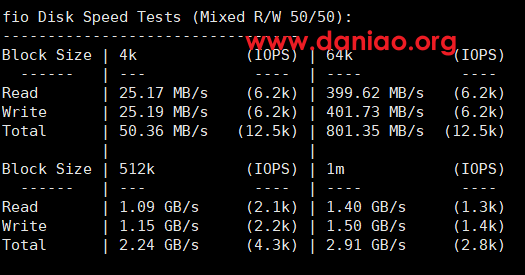 fio Disk Speed Tests (Mixed R/W 50/50):
---------------------------------
www.daniao.org
Block Size | 4k            (IOPS) | 64k           (IOPS)
  ------   | ---            ----  | ----           ----
Read       | 25.17 MB/s    (6.2k) | 399.62 MB/s   (6.2k)
Write      | 25.19 MB/s    (6.2k) | 401.73 MB/s   (6.2k)
Total      | 50.36 MB/s   (12.5k) | 801.35 MB/s  (12.5k)
           |                      |
Block Size | 512k          (IOPS) | 1m            (IOPS)
  ------   | ---            ----  | ----           ----
Read       | 1.09 GB/s     (2.1k) | 1.40 GB/s     (1.3k)
Write      | 1.15 GB/s     (2.2k) | 1.50 GB/s     (1.4k)
Total      | 2.24 GB/s     (4.3k) | 2.91 GB/s     (2.8k)